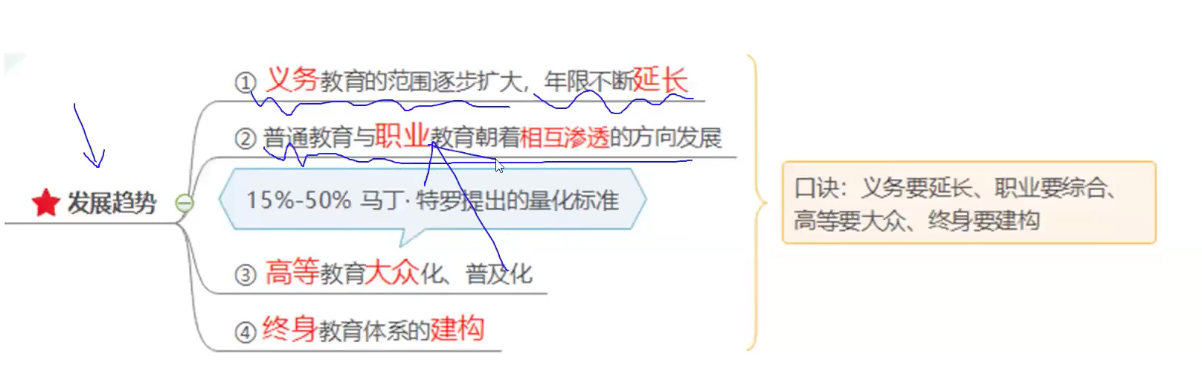 ① 义务教育的范围逐步扩大，年限不断延长
② 普通教育与职业教育朝着相互渗透的方向发展
发展趋势
15%-50% 马丁·特罗提出的量化标准
③ 高等教育大众化、普及化
④ 终身教育体系的建构
口诀：义务要延长、职业要综合、
高等要大众、终身要建构